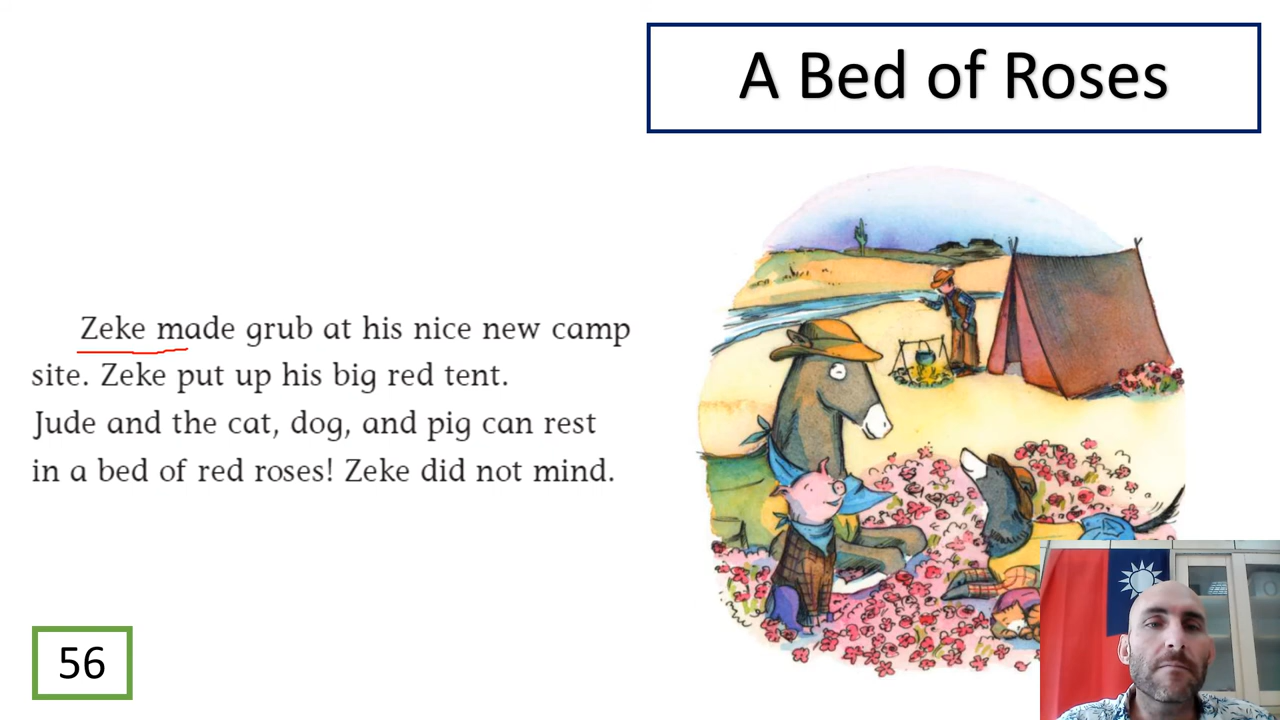 A Bed of Roses
Zeke made grub at his nice new camp
site. Zeke put up his big red tent.
Jude and the cat, dog, and pig can rest
in a bed of red roses! Zeke did not mind.
56